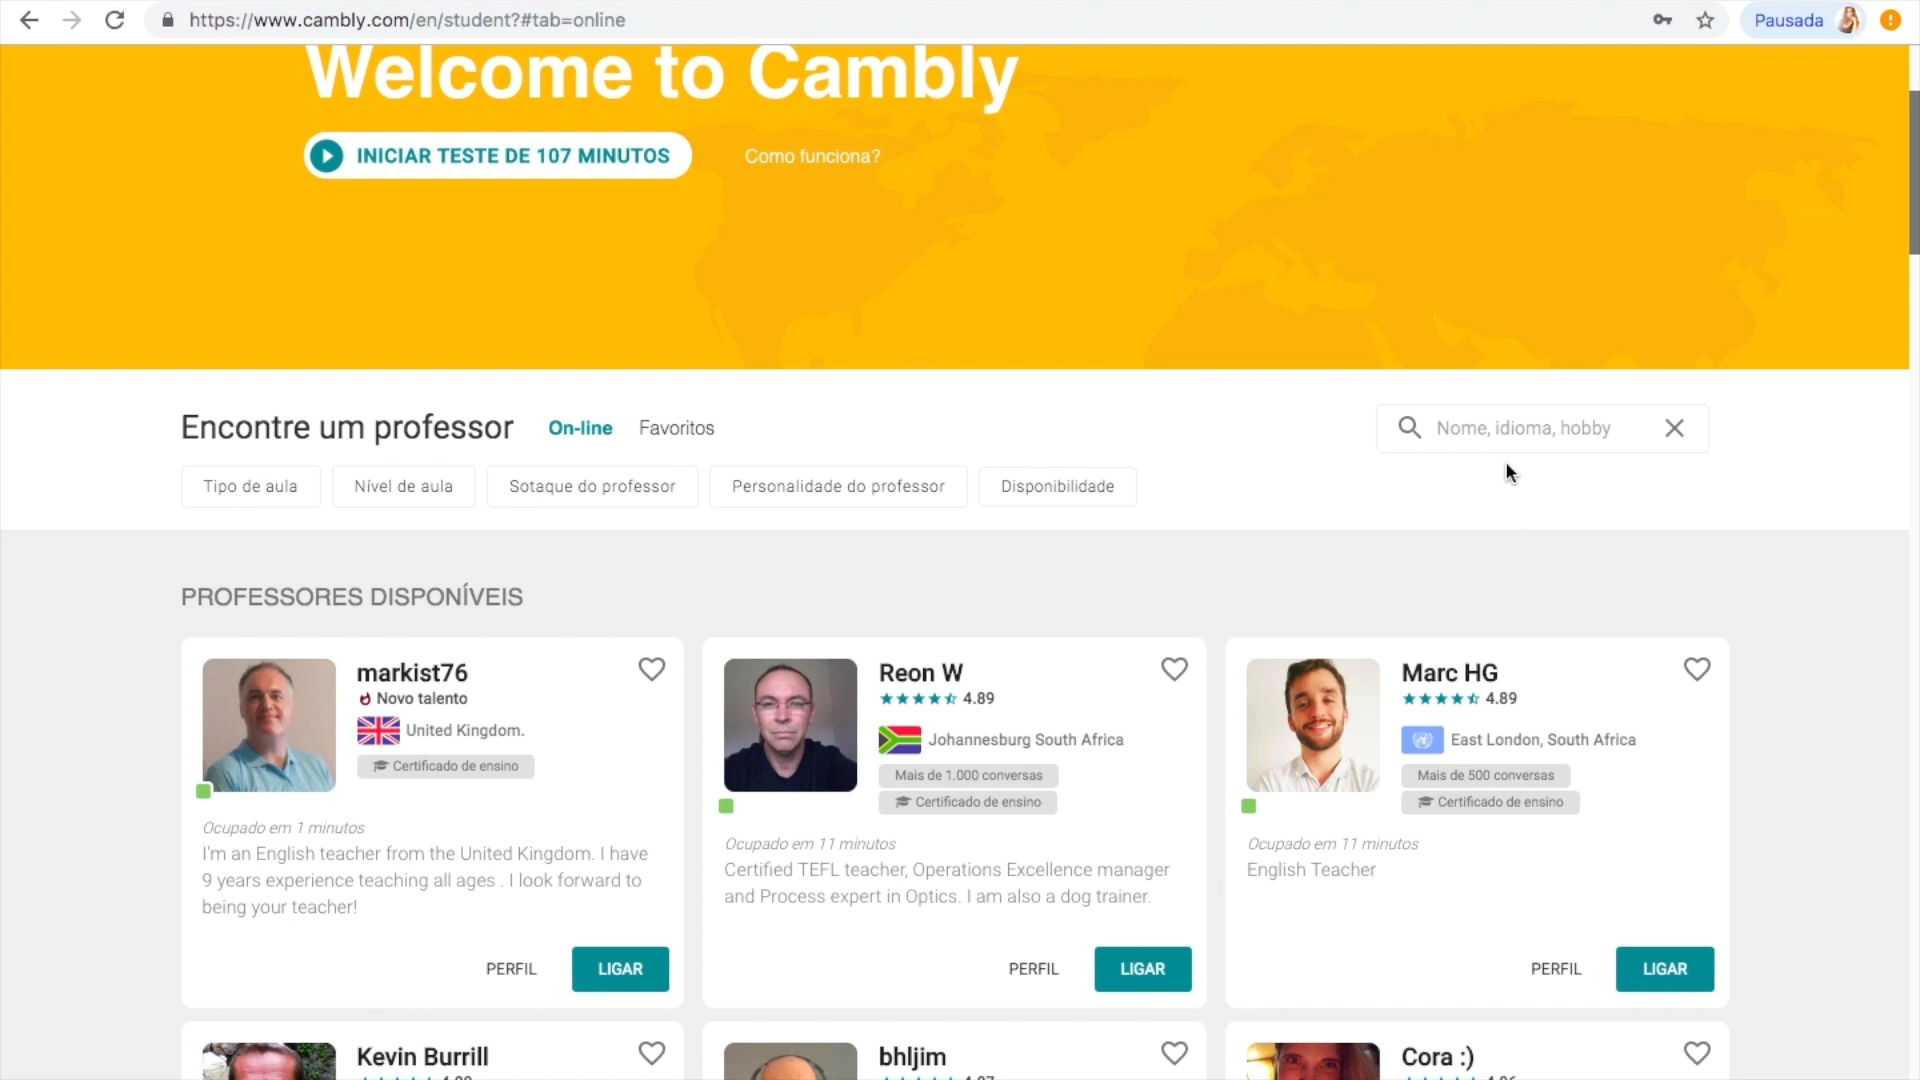 https://www.cambly.com/en/student?#tab=online
Pausada
Welcome to Cambly
INICIAR TESTE DE 107 MINUTOS
Como funciona?
Encontre um professor
On-line
Favoritos
Nome, idioma, hobby
Tipo de aula
Nível de aula
Sotaque do professor
Personalidade do professor
Disponibilidade
PROFESSORES DISPONÍVEIS
markist76
Novo talento
United Kingdom.
Certificado de ensino
Ocupado em 1 minutos
I'm an English teacher from the United Kingdom. I have
9 years experience teaching all ages . I look forward to
being your teacher!
PERFIL
LIGAR
Reon W
4.89
Johannesburg South Africa
Mais de 1.000 conversas
Certificado de ensino
Ocupado em 11 minutos
Certified TEFL teacher, Operations Excellence manager
and Process expert in Optics. I am also a dog trainer.
PERFIL
LIGAR
Marc HG
4.89
East London, South Africa
Mais de 500 conversas
Certificado de ensino
Ocupado em 11 minutos
English Teacher
PERFIL
LIGAR
Kevin Burrill
bhljim
Cora :)